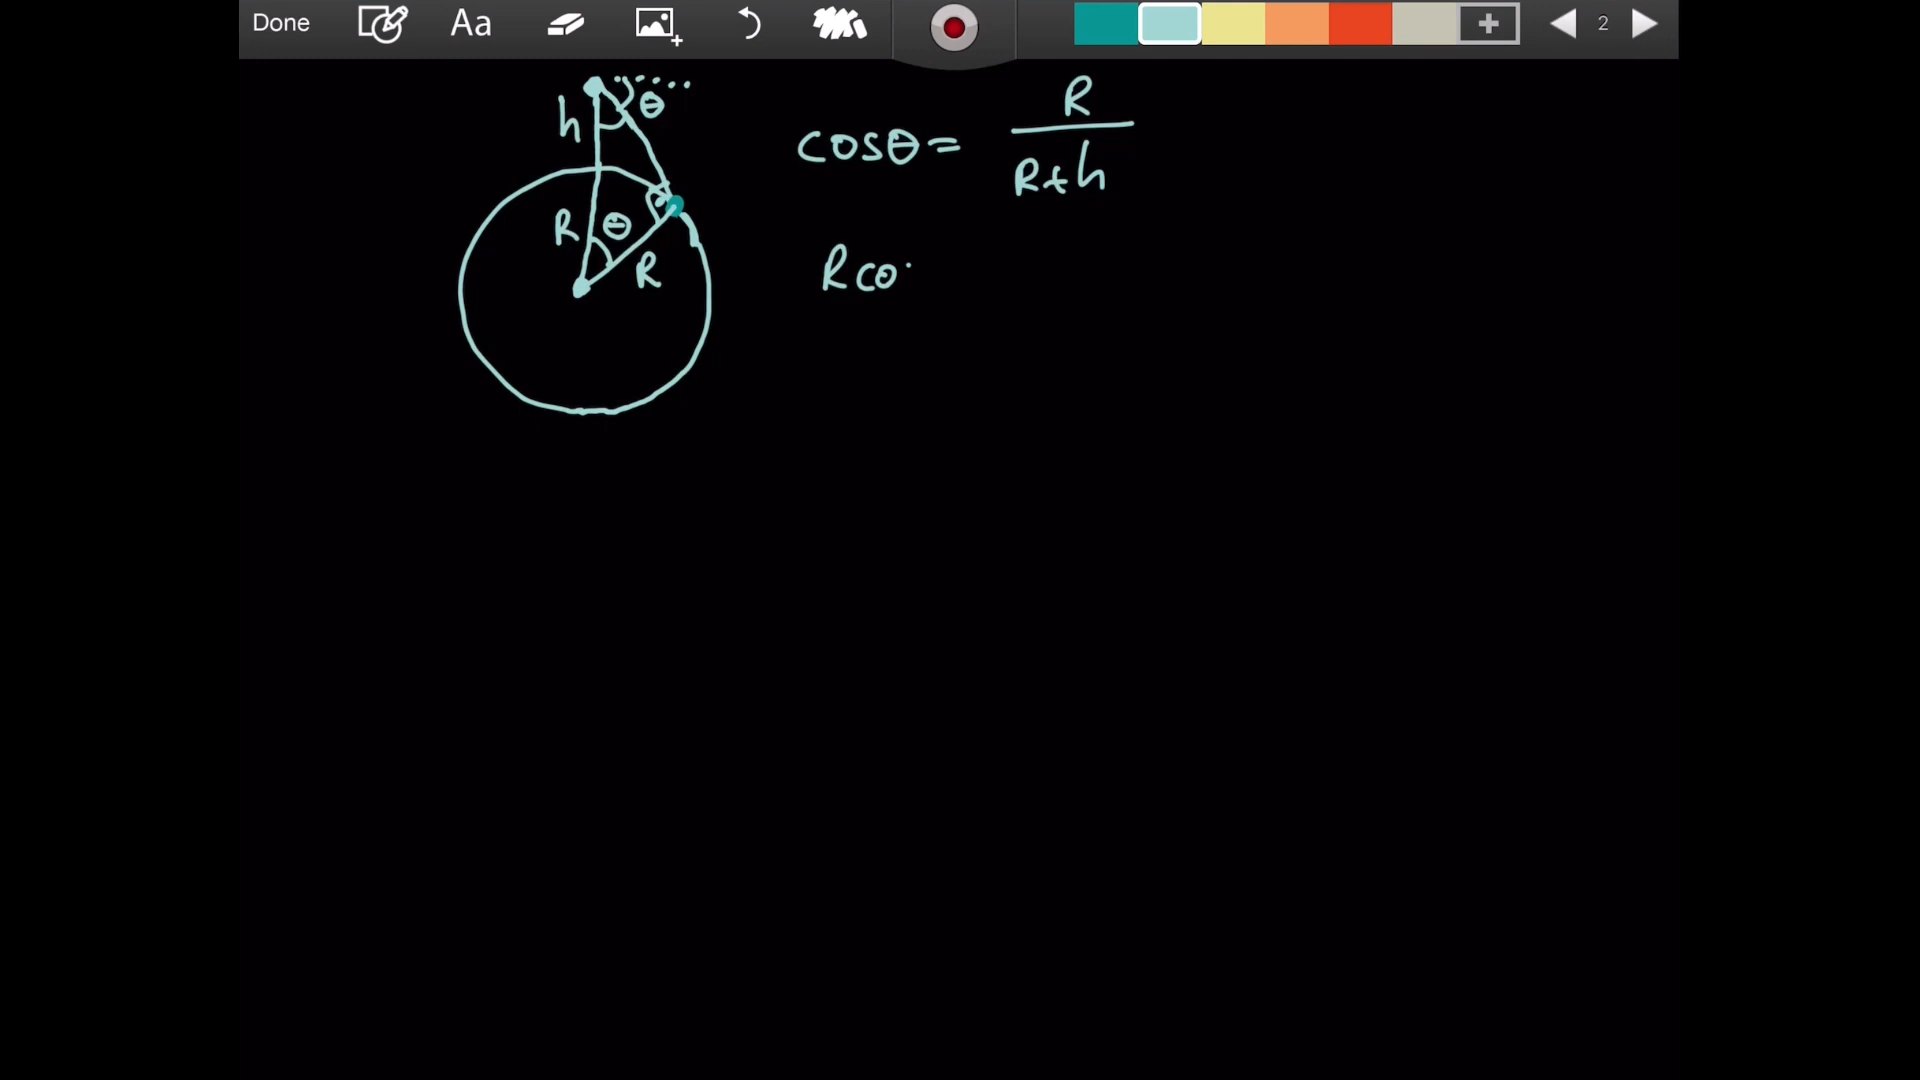 Done Aa 2
h θ
cosθ = R / R+h
R θ
R
Rco